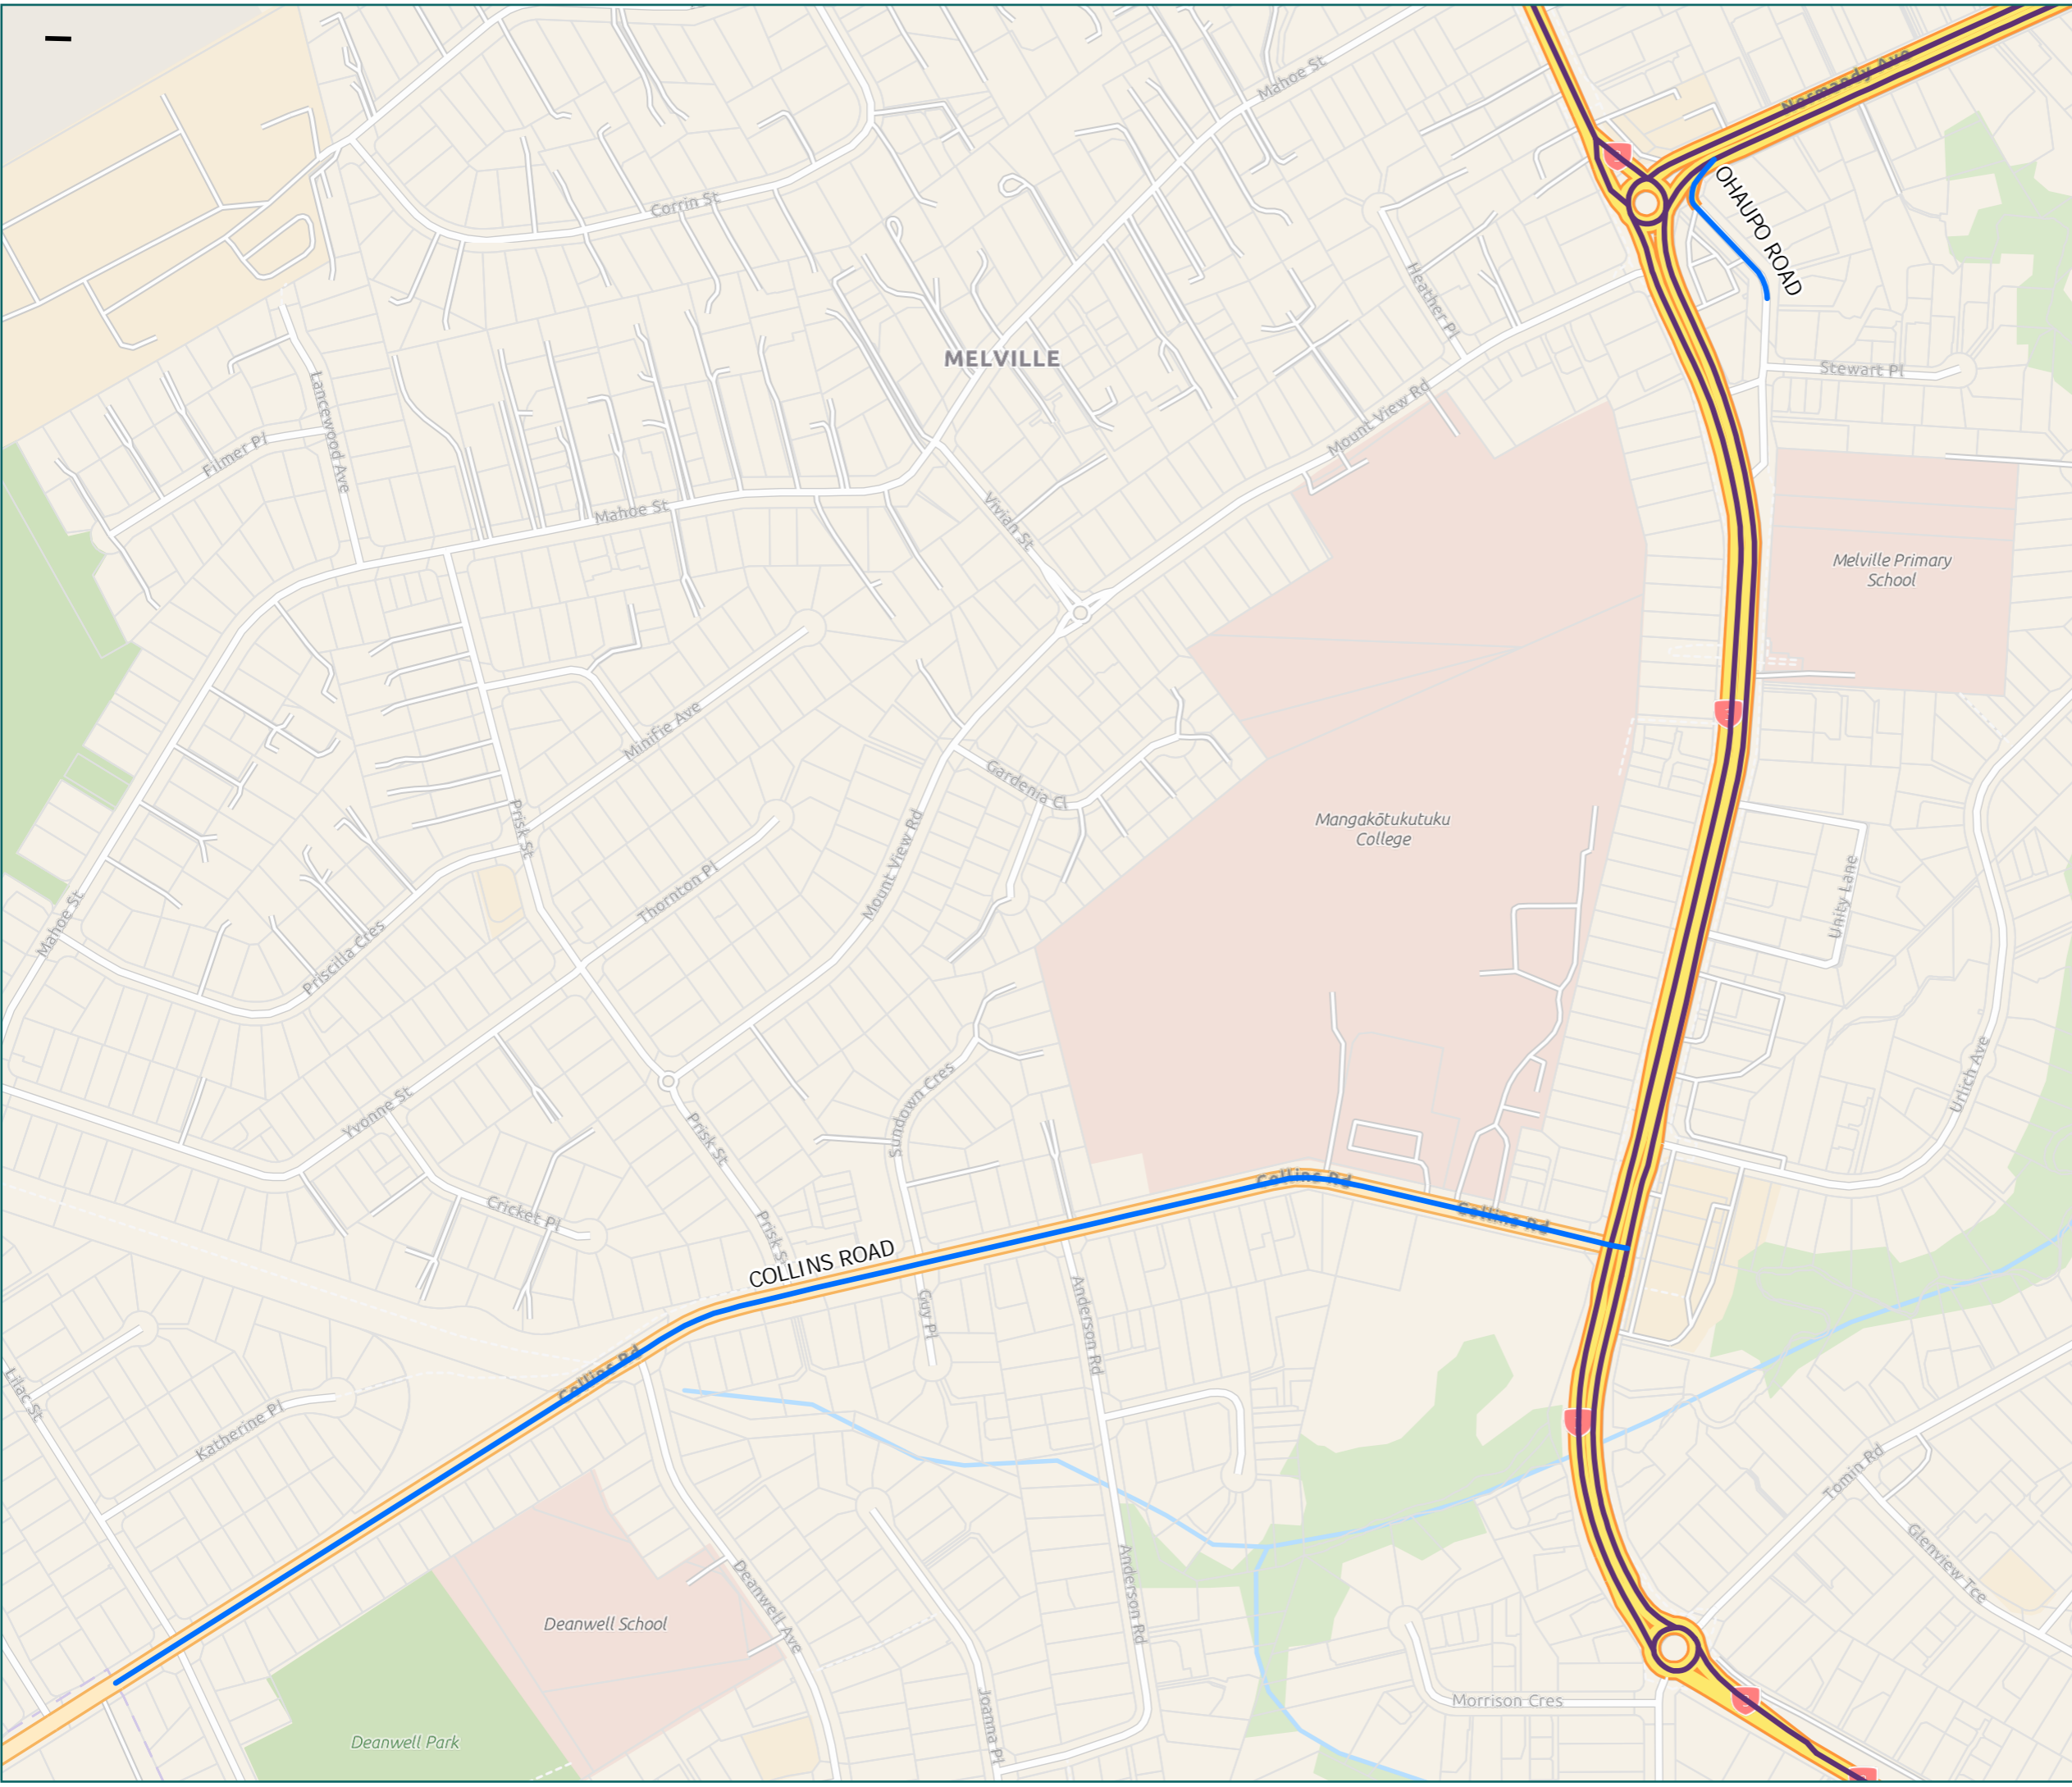 Normandy Ave
Mahoe St
OHAUPO ROAD
Corrin St
Heather Pl
MELVILLE
Stewart Pl
Lancewood Ave
Mount View Rd
Filmer Pl
Mahoe St
Vivian St
Melville Primary
School
Minifie Ave
Gardenia Cl
Prisk St
Mangakōtukutuku
College
Mount View Rd
Thornton Pl
Unity Lane
Mahoe St
Priscilla Cres
Urlich Ave
Sundown Cres
Yvonne St
Prisk St
Collins Rd
Cricket Pl
Collins Rd
Prisk St
COLLINS ROAD
Guy Pl
Anderson Rd
Collins Rd
Lilac St
Katherine Pl
Tomin Rd
Glenview Tce
Anderson Rd
Deanwell Ave
Deanwell School
Joanna Pl
Morrison Cres
Deanwell Park